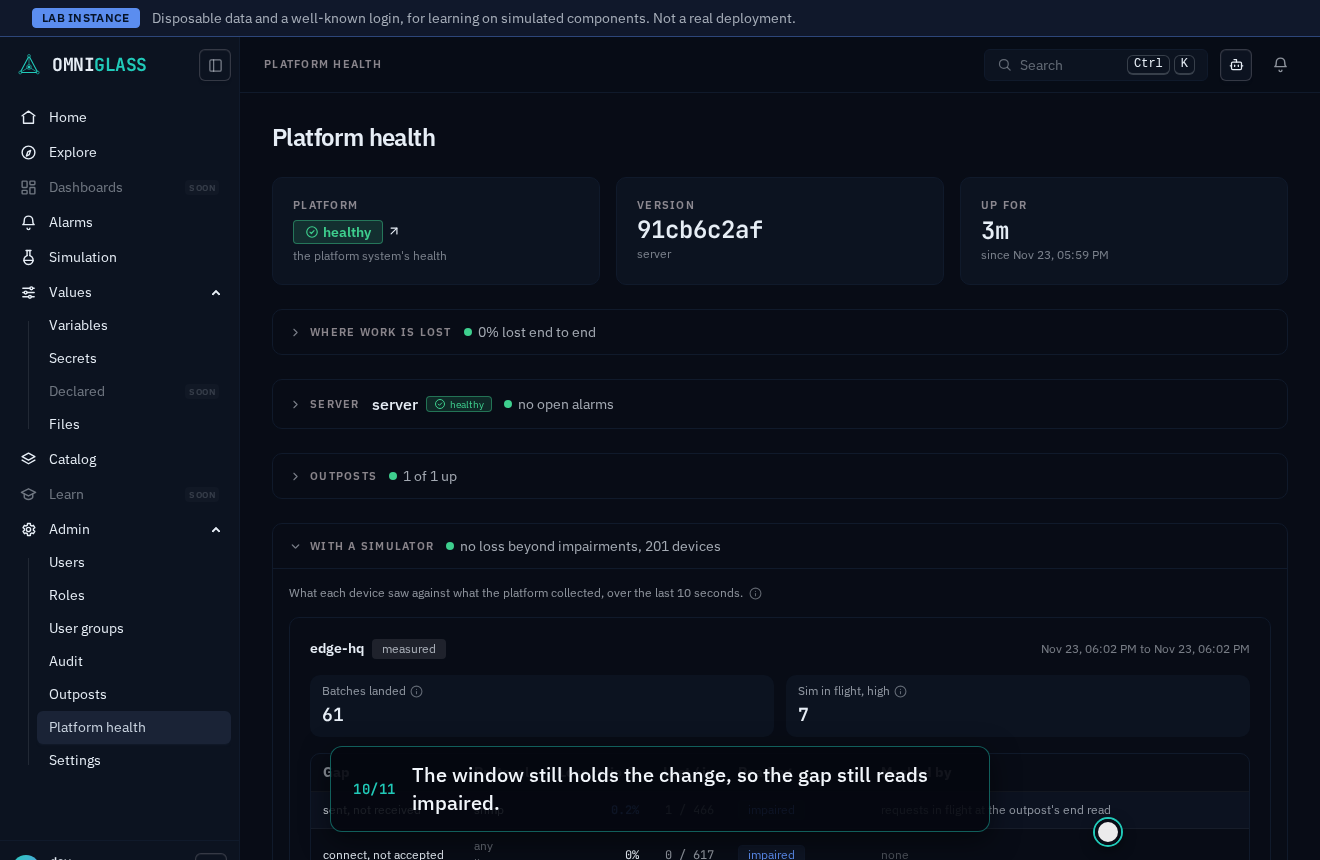 LAB INSTANCE Disposable data and a well-known login, for learning on simulated components. Not a real deployment.
OMNIGLASS
PLATFORM HEALTH
Search Ctrl K
Home
Explore
Dashboards SOON
Alarms
Simulation
Values
Variables
Secrets
Declared SOON
Files
Catalog
Learn SOON
Admin
Users
Roles
User groups
Audit
Outposts
Platform health
Settings
Platform health
PLATFORM
healthy
the platform system's health
VERSION
91cb6c2af
server
UP FOR
3m
since Nov 23, 05:59 PM
WHERE WORK IS LOST 0% lost end to end
SERVER server healthy no open alarms
OUTPOSTS 1 of 1 up
WITH A SIMULATOR no loss beyond impairments, 201 devices
What each device saw against what the platform collected, over the last 10 seconds.
edge-hq measured Nov 23, 06:02 PM to Nov 23, 06:02 PM
Batches landed
61
Sim in flight, high
7
Gap by
10/11 The window still holds the change, so the gap still reads impaired.
sent, not received 0.2% 1 / 466 impaired requests in flight at the outpost's end read
any
connect, not accepted 0% 0 / 617 impaired none